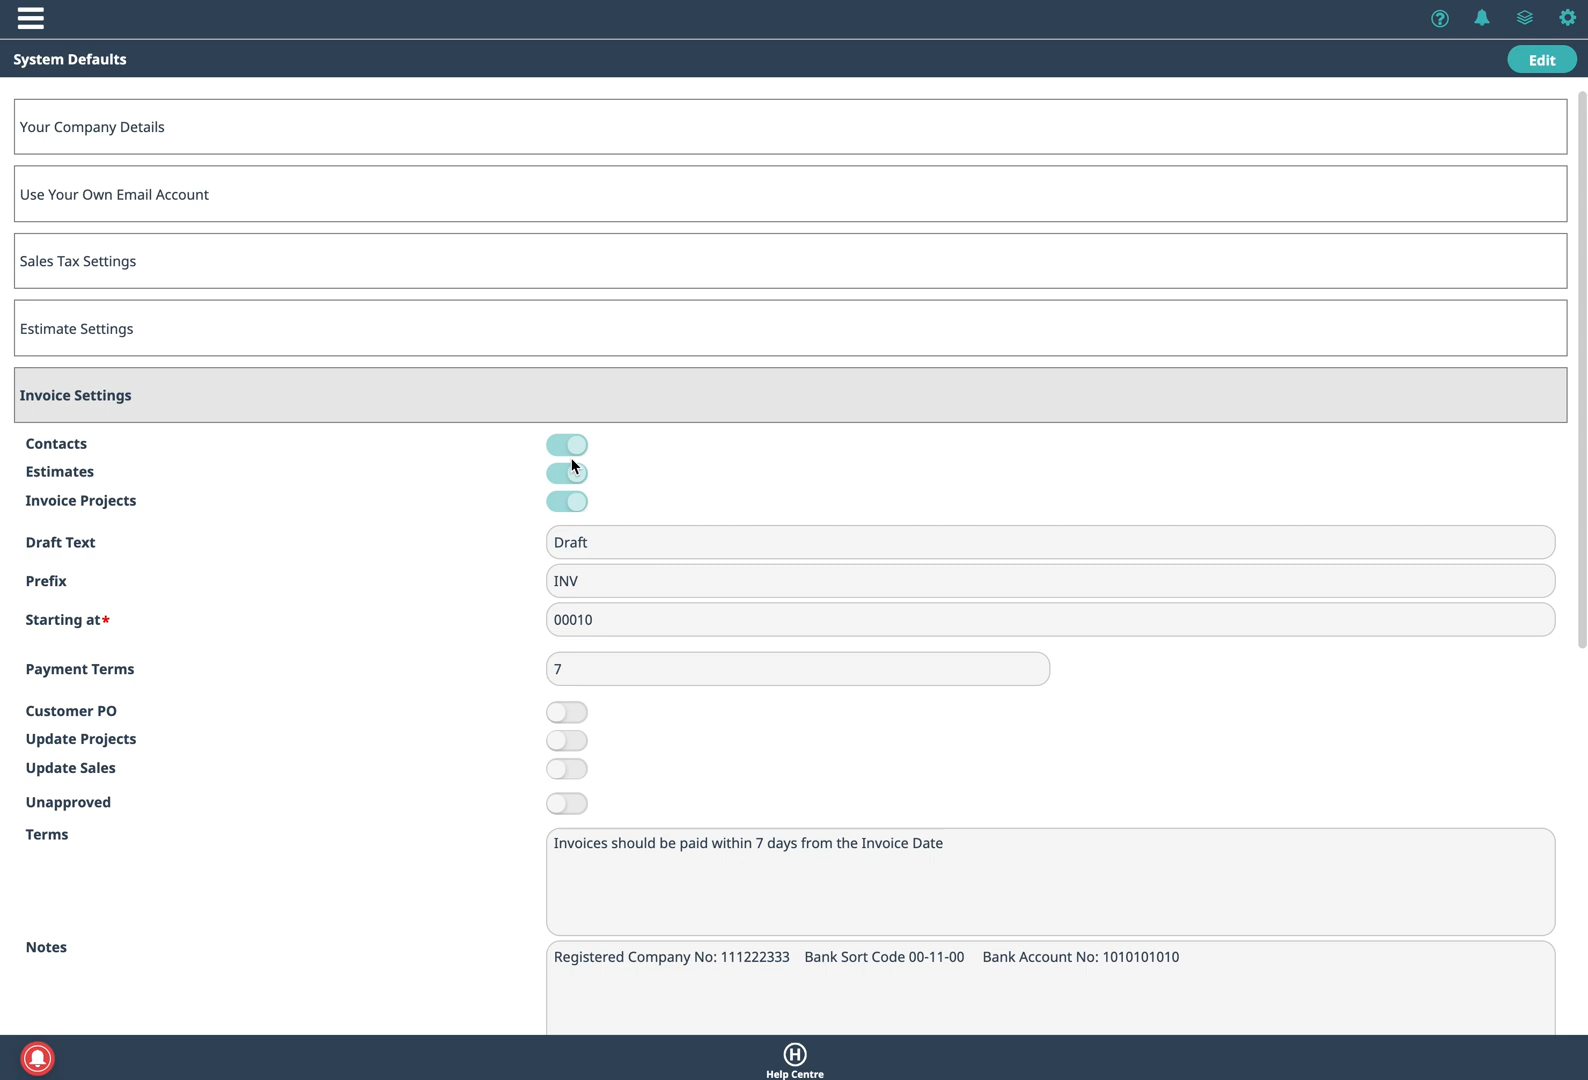 System Defaults
Edit
Your Company Details
Use Your Own Email Account
Sales Tax Settings
Estimate Settings
Invoice Settings
Contacts
Estimates
Invoice Projects
Draft Text Draft
Prefix INV
Starting at* 00010
Payment Terms 7
Customer PO
Update Projects
Update Sales
Unapproved
Terms
Invoices should be paid within 7 days from the Invoice Date
Notes
Registered Company No: 111222333 Bank Sort Code 00-11-00 Bank Account No: 1010101010
H
Help Centre